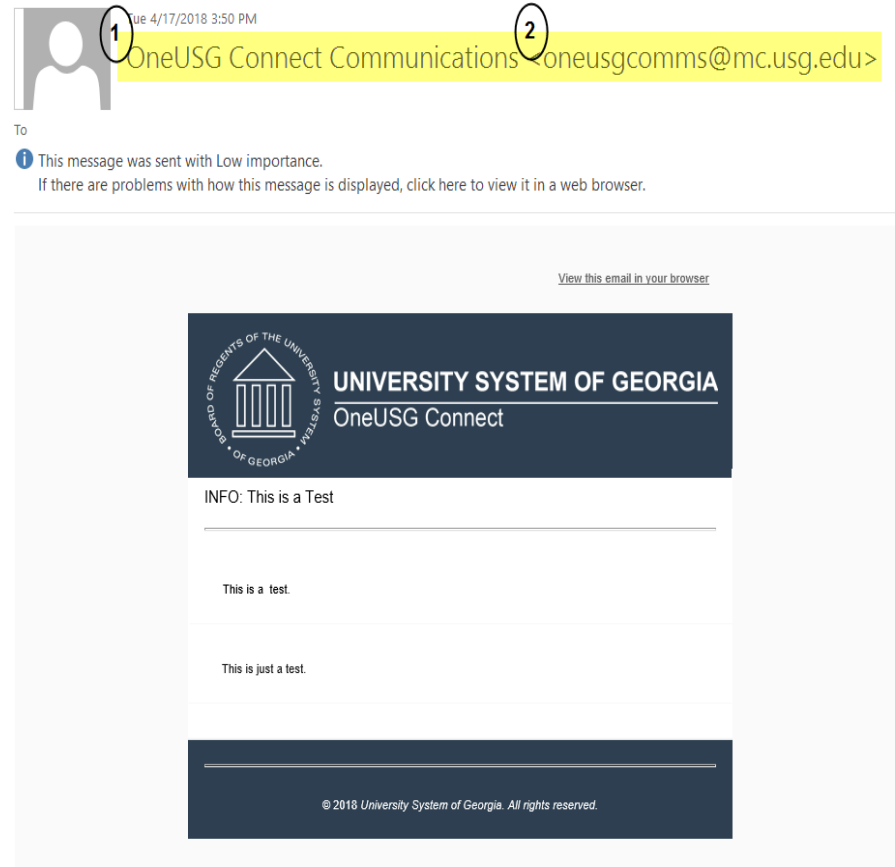 Tue 4/17/2018 3:50 PM
1
2
OneUSG Connect Communications <oneusgcomms@mc.usg.edu>
To
i
This message was sent with Low importance.
If there are problems with how this message is displayed, click here to view it in a web browser.
View this email in your browser
BOARD OF REGENTS OF THE UNIVERSITY SYSTEM • OF GEORGIA •
UNIVERSITY SYSTEM OF GEORGIA
OneUSG Connect
INFO: This is a Test
This is a test.
This is just a test.
© 2018 University System of Georgia. All rights reserved.